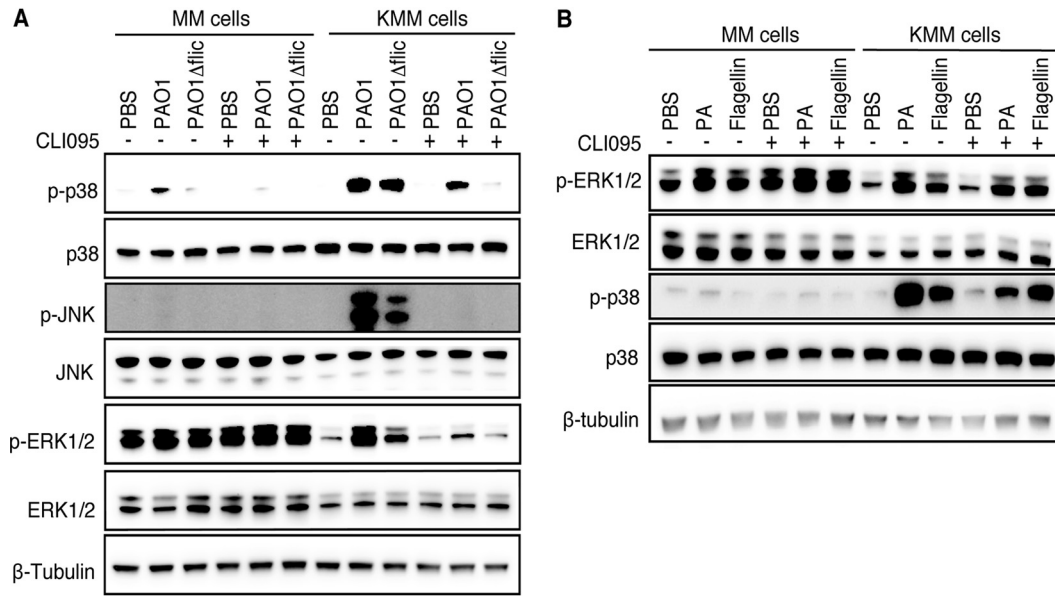 A
MM cells KMM cells
PBS PAO1 PAO1Δflic PBS PAO1 PAO1Δflic PBS PAO1 PAO1Δflic PBS PAO1 PAO1Δflic
CLI095 - - - + + + - - - + + +
p-p38
p38
p-JNK
JNK
p-ERK1/2
ERK1/2
β-Tubulin
B
MM cells KMM cells
PBS PA Flagellin PBS PA Flagellin PBS PA Flagellin PBS PA Flagellin
CLI095 - - - + + + - - - + + +
p-ERK1/2
ERK1/2
p-p38
p38
β-tubulin